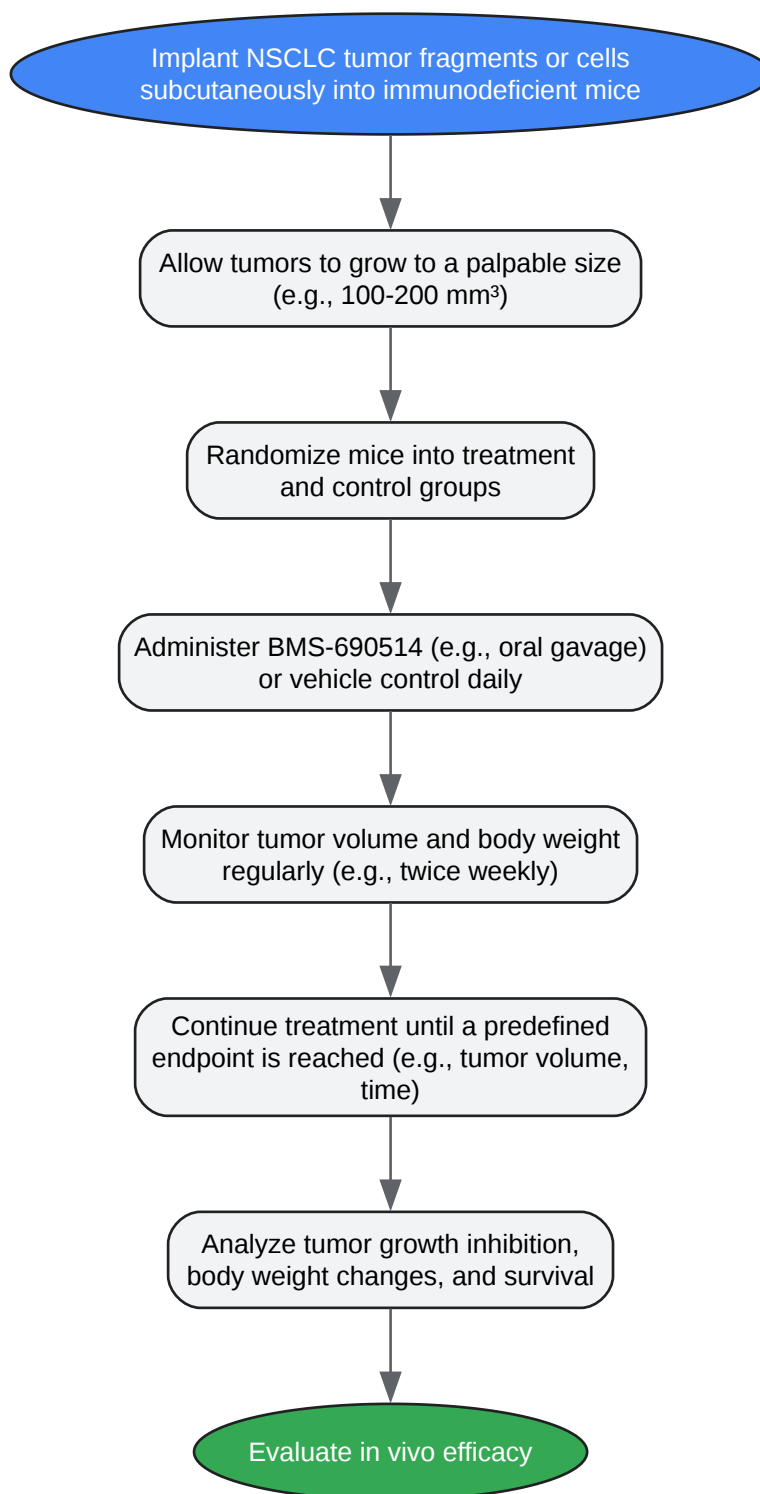 Implant NSCLC tumor fragments or cells
subcutaneously into immunodeficient mice
Allow tumors to grow to a palpable size
(e.g., 100-200 mm³)
Randomize mice into treatment
and control groups
Administer BMS-690514 (e.g., oral gavage)
or vehicle control daily
Monitor tumor volume and body weight
regularly (e.g., twice weekly)
Continue treatment until a predefined
endpoint is reached (e.g., tumor volume,
time)
Analyze tumor growth inhibition,
body weight changes, and survival
Evaluate in vivo efficacy